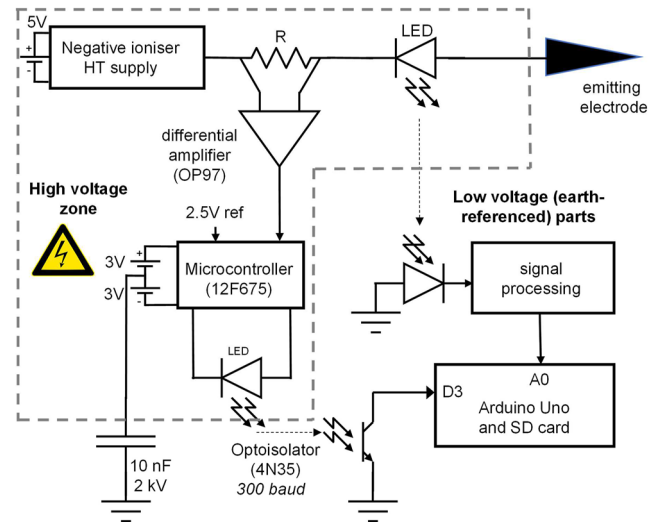 5V
+
-
Negative ioniser
HT supply
R
LED
emitting
electrode
differential
amplifier
(OP97)
High voltage
zone
2.5V ref
Low voltage (earth-
referenced) parts
3V
+
3V
-
Microcontroller
(12F675)
signal
processing
LED
A0
D3
Arduino Uno
and SD card
Optoisolator
(4N35)
300 baud
10 nF
2 kV